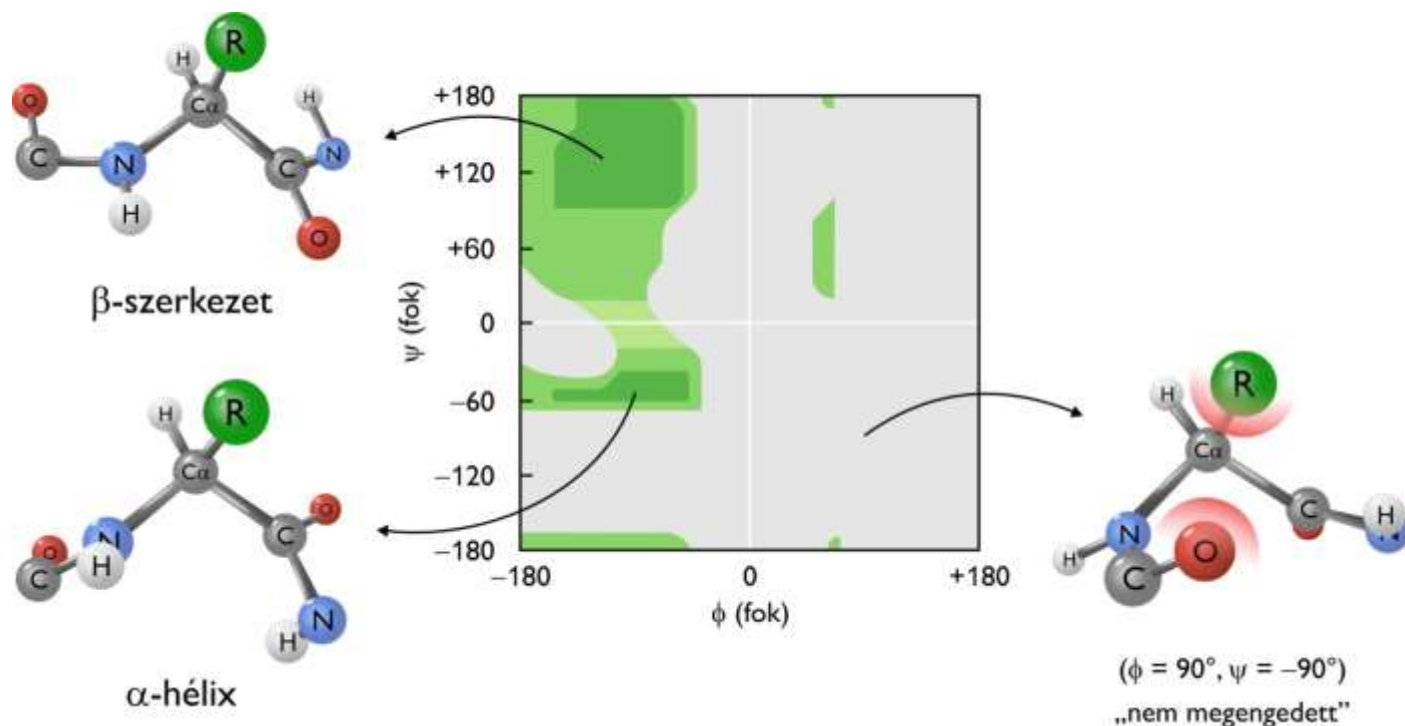 R
H
Cα
O
H
C
N
C
N
H
O
β-szerkezet
R
H
Cα
O
N
C
O
C
H
N
H
α-hélix
+180
+120
+60
0
−60
−120
−180
ψ (fok)
−180
0
+180
ϕ (fok)
R
H
Cα
C
H
N
O
H
N
C
(ϕ = 90°, ψ = −90°)
„nem megengedett”